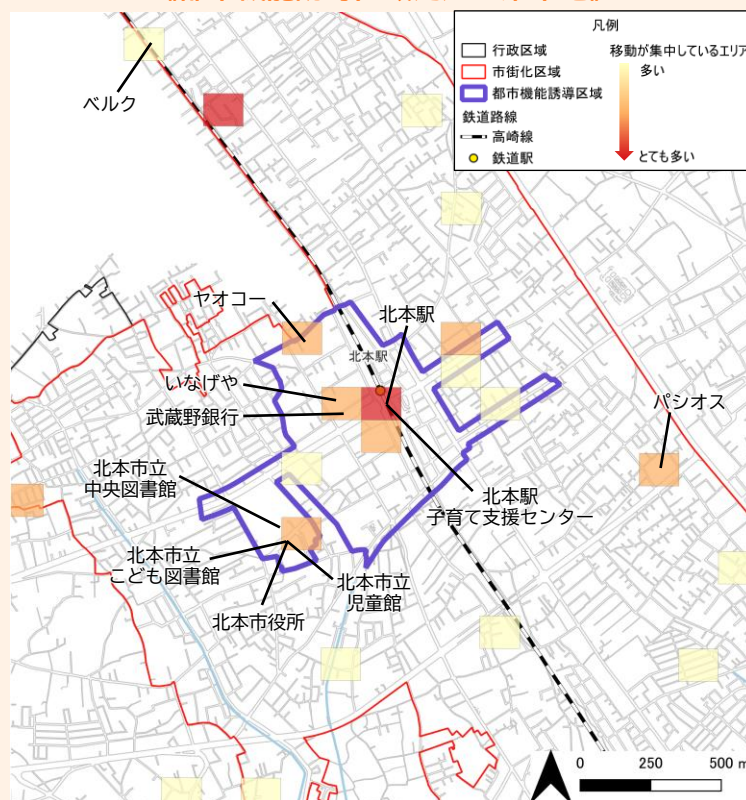 凡例
行政区域
市街化区域
都市機能誘導区域
鉄道路線
高崎線
鉄道駅
移動が集中しているエリア
多い
とても多い
ベルク
ヤオコー
北本駅
北本駅
いなげや
武蔵野銀行
パシオス
北本市立
中央図書館
北本駅
子育て支援センター
北本市立
こども図書館
北本市立
児童館
北本市役所
0 250 500 m